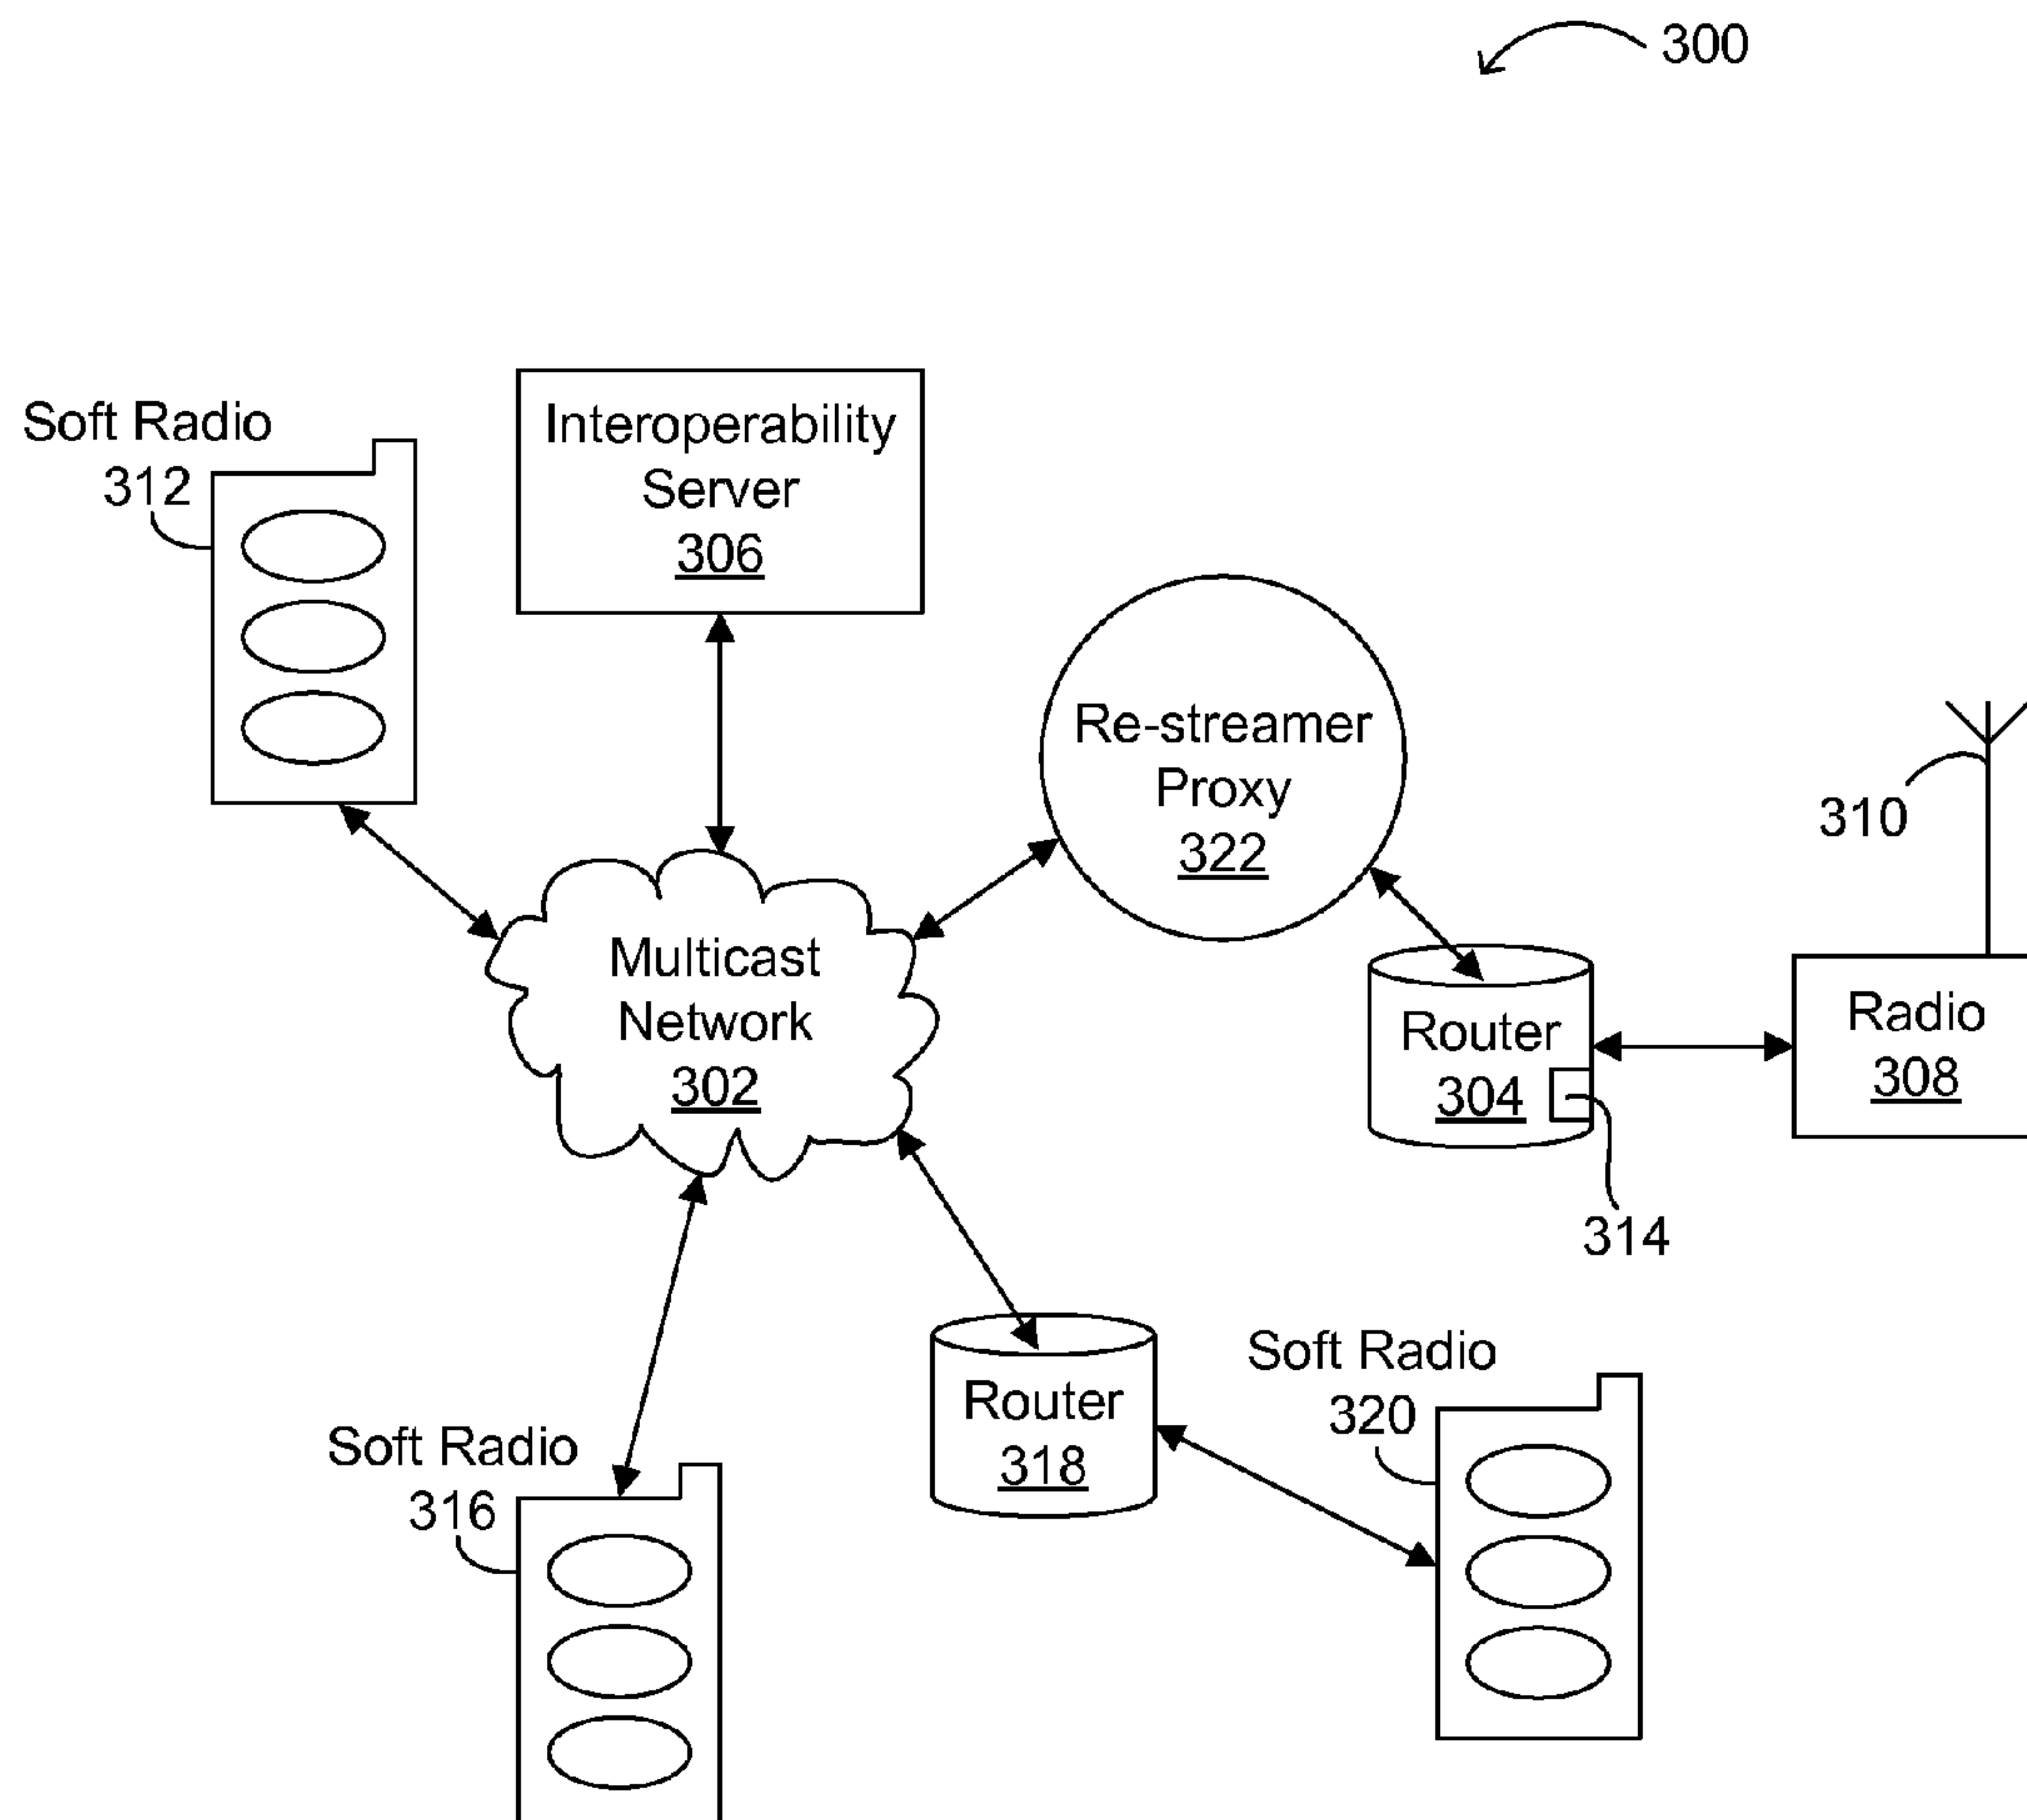 300
Soft Radio
312
Interoperability
Server
306
Re-streamer
Proxy
322
310
Multicast
Network
302
Router
304
Radio
308
314
Soft Radio
316
Router
318
Soft Radio
320